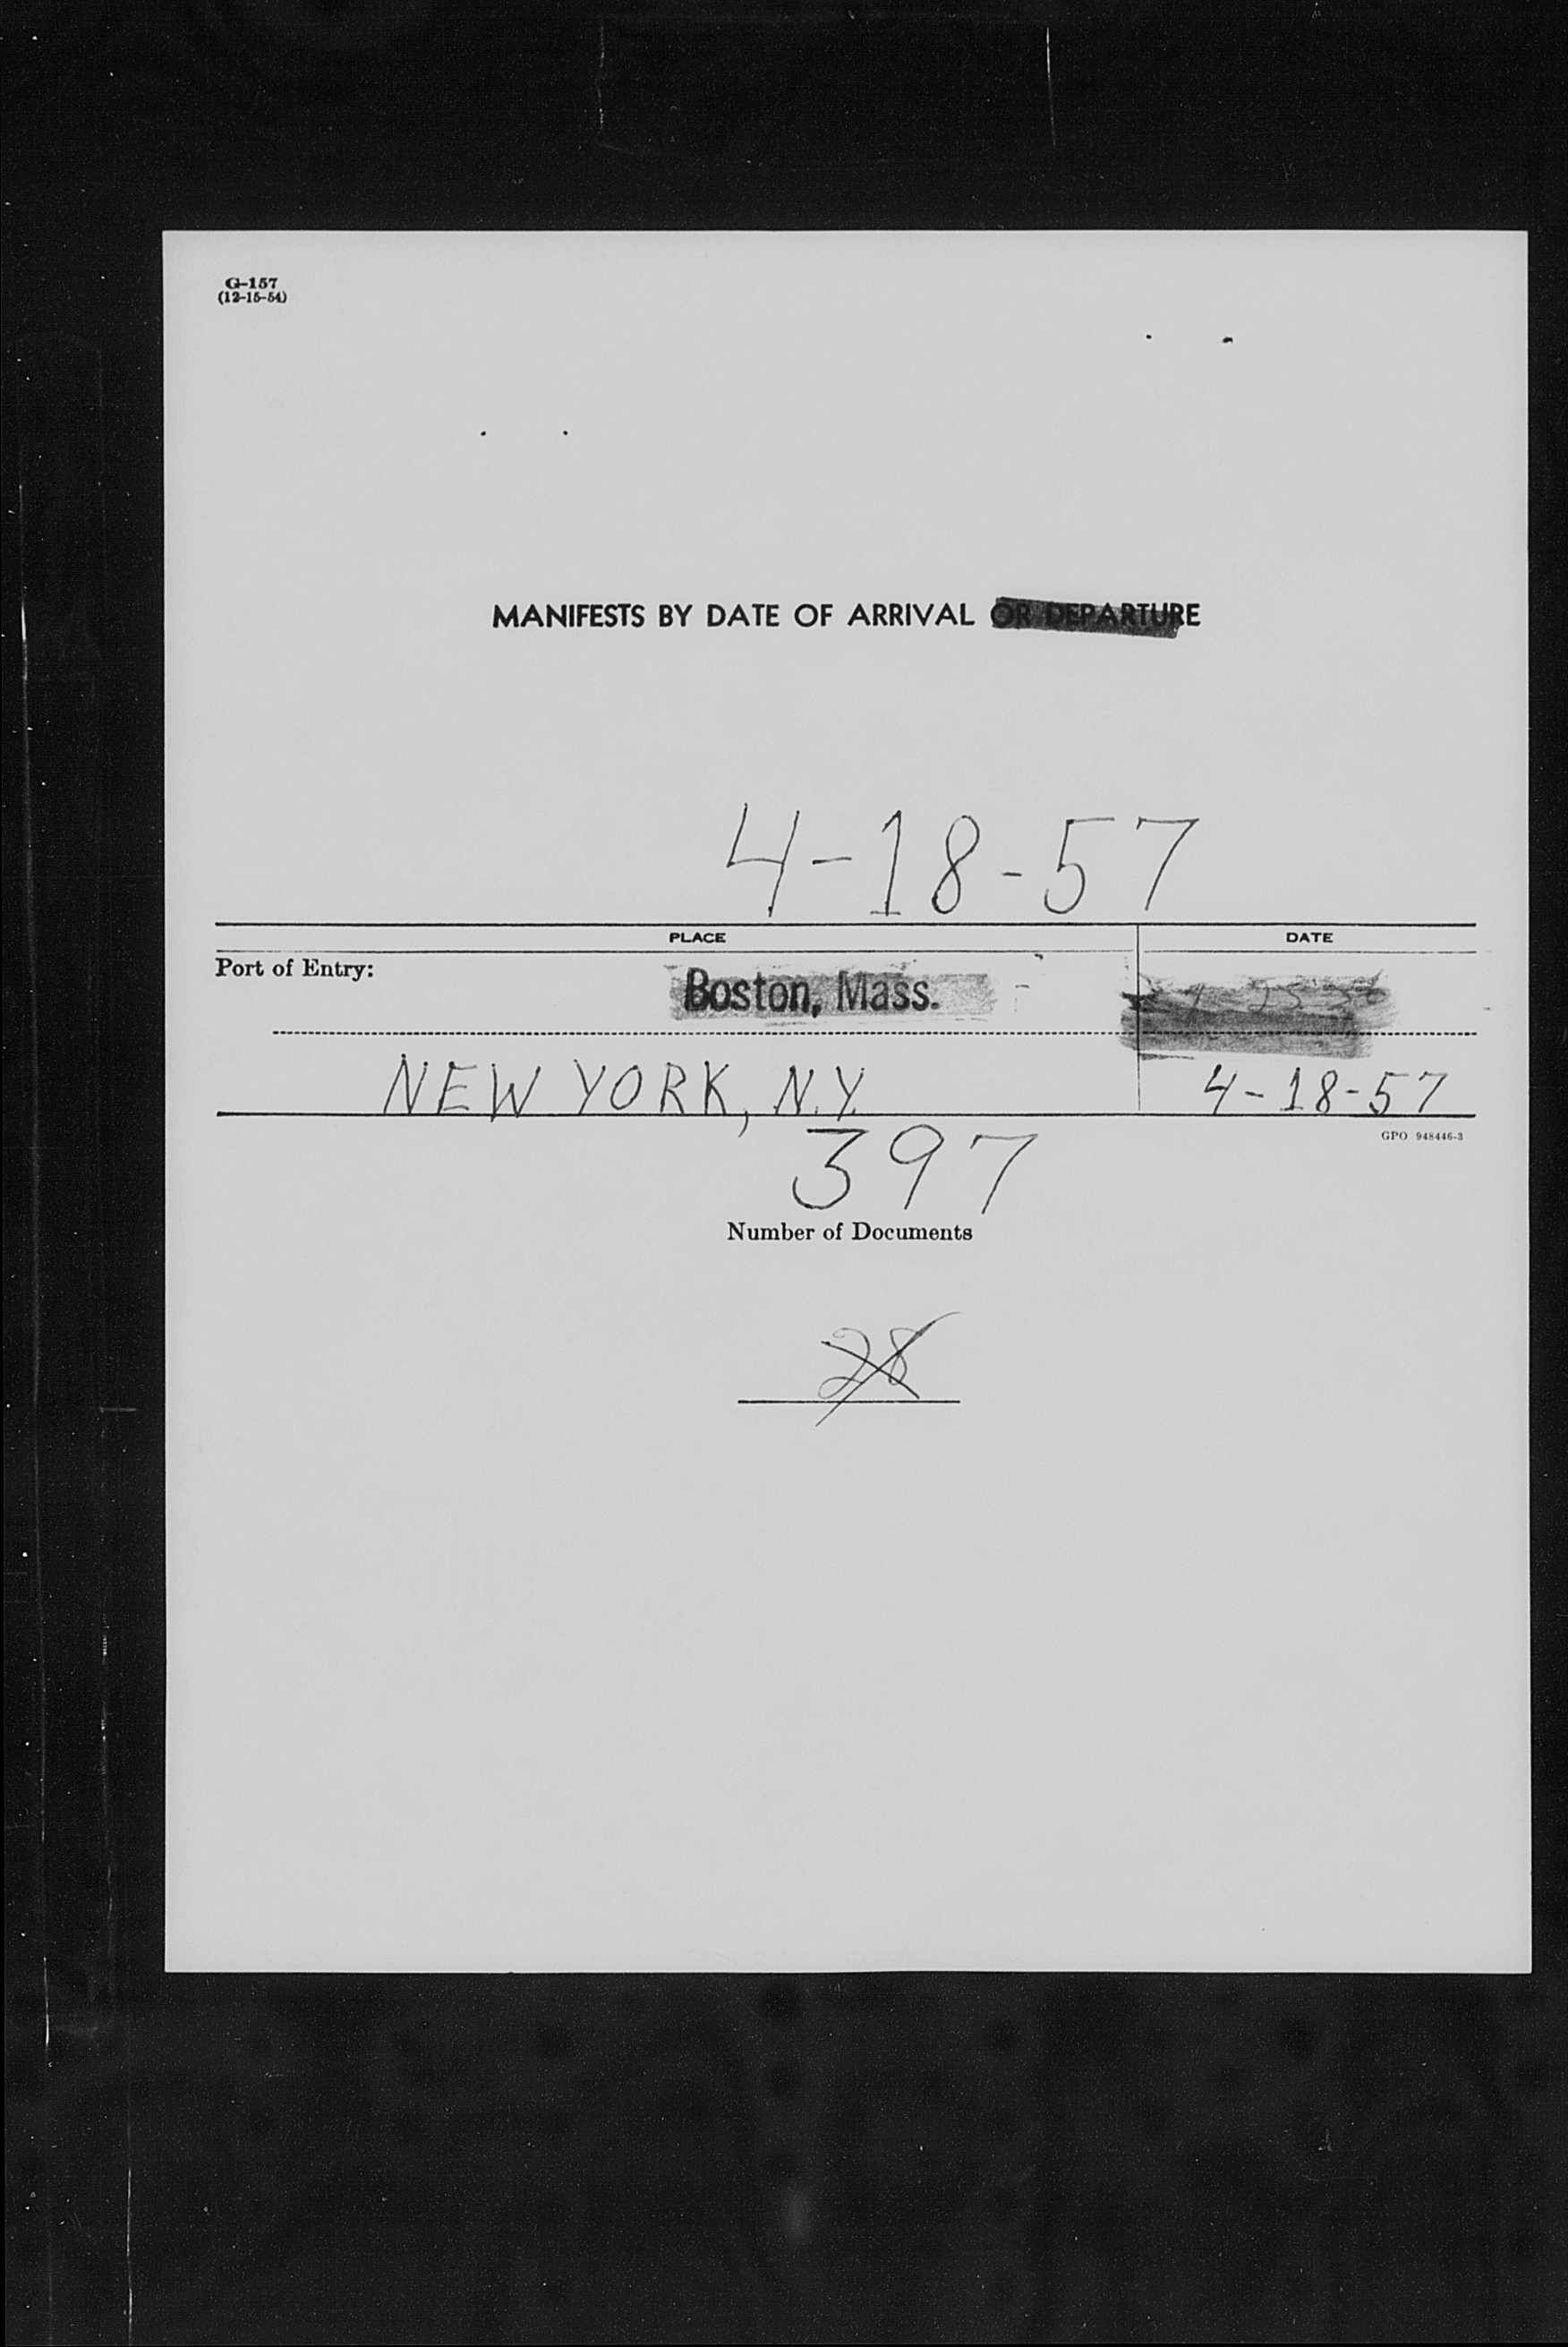 G-157
(12-15-54)
MANIFESTS BY DATE OF ARRIVAL OR DEPARTURE
4-18-57
PLACE DATE
Port of Entry: Boston, Mass.
NEW YORK, N.Y. 4-18-57
GPO 948446-3
397
Number of Documents
28